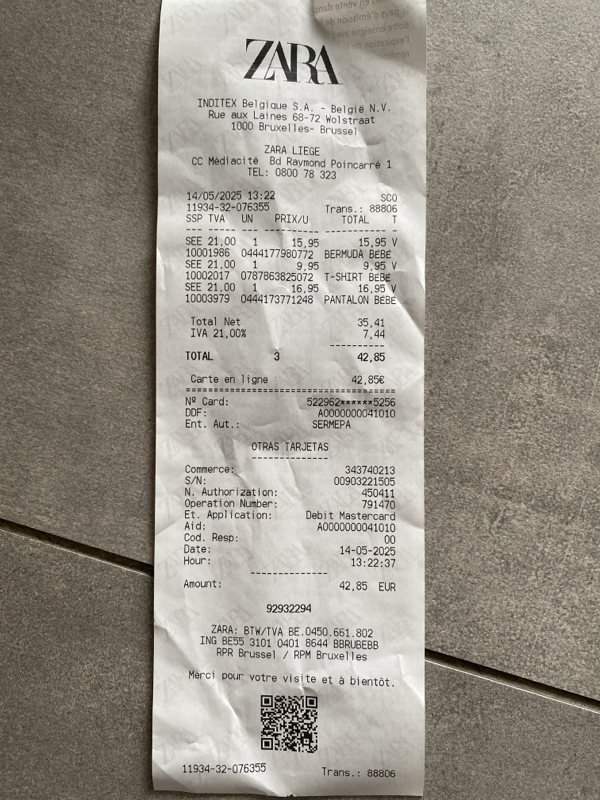 ZARA
INDITEX Belgique S.A. - België N.V.
Rue aux Laines 68-72 Wolstraat
1000 Bruxelles- Brussel
ZARA LIEGE
CC Médiacité Bd Raymond Poincarré 1
TEL: 0800 78 323
14/05/2025 13:22 SCO
11934-32-076355 Trans.: 88806
SSP TVA UN PRIX/U TOTAL T
SEE 21,00 1 15,95 15,95 V
10001986 0444177980772 BERMUDA BEBE
SEE 21,00 1 9,95 9,95 V
10002017 0787863825072 T-SHIRT BEBE
SEE 21,00 1 16,95 16,95 V
10003979 0444173771248 PANTALON BEBE
Total Net 35,41
IVA 21,00% 7,44
TOTAL 3 42,85
Carte en ligne 42,85€
Nº Card: 522962******5256
DDF: A0000000041010
Ent. Aut.: SERMEPA
OTRAS TARJETAS
Commerce: 343740213
S/N: 00903221505
N. Authorization: 450411
Operation Number: 791470
Et. Application: Debit Mastercard
Aid: A0000000041010
Cod. Resp: 00
Date: 14-05-2025
Hour: 13:22:37
Amount: 42,85 EUR
92932294
ZARA: BTW/TVA BE.0450.661.802
ING BE55 3101 0401 8644 BBRUBEBB
RPR Brussel / RPM Bruxelles
Merci pour votre visite et à bientôt.
11934-32-076355 Trans.: 88806